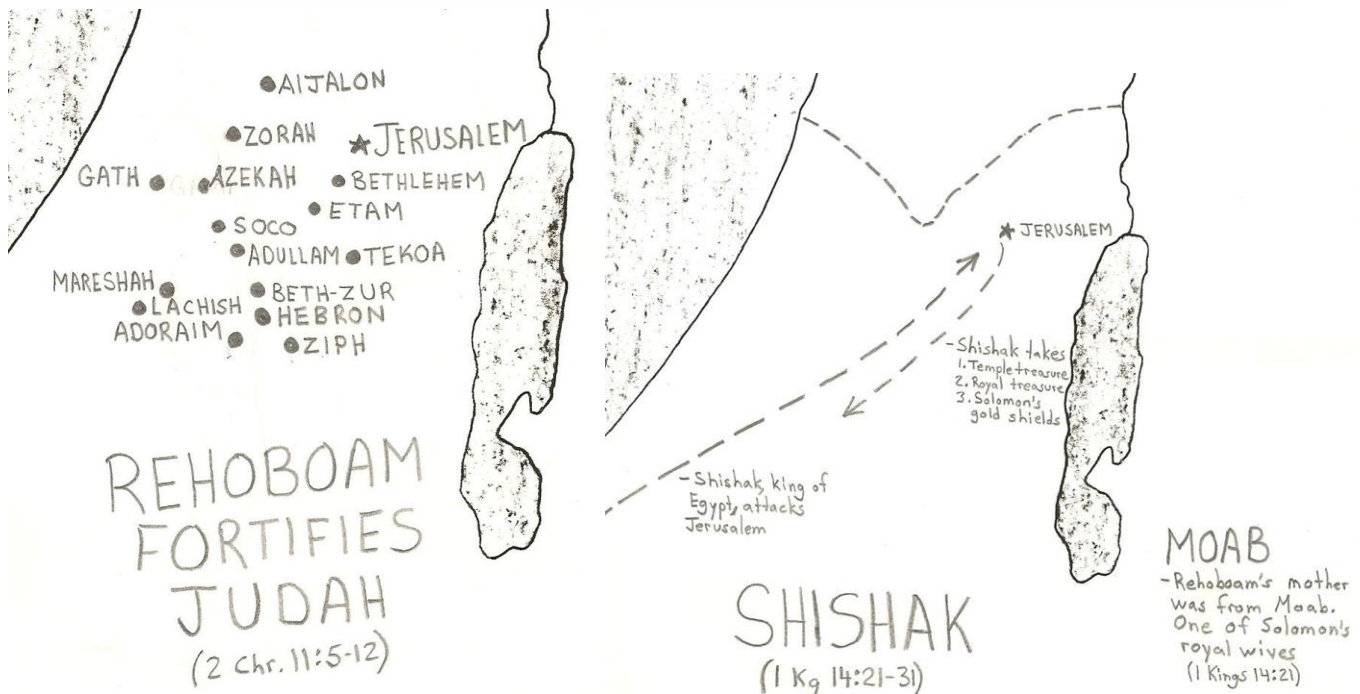 AIJALON
ZORAH
JERUSALEM
GATH
AZEKAH
BETHLEHEM
ETAM
SOCO
ADULLAM
TEKOA
MARESHAH
LACHISH
BETH-ZUR
HEBRON
ADORAIM
ZIPH
REHOBOAM
FORTIFIES
JUDAH
(2 Chr. 11:5-12)
JERUSALEM
-Shishak takes
1. Temple treasure
2. Royal treasure
3. Solomon's
gold shields
-Shishak, king of
Egypt, attacks
Jerusalem
SHISHAK
(1 Kg 14:21-31)
MOAB
-Rehoboam's mother
was from Moab.
One of Solomon's
royal wives
(1 Kings 14:21)